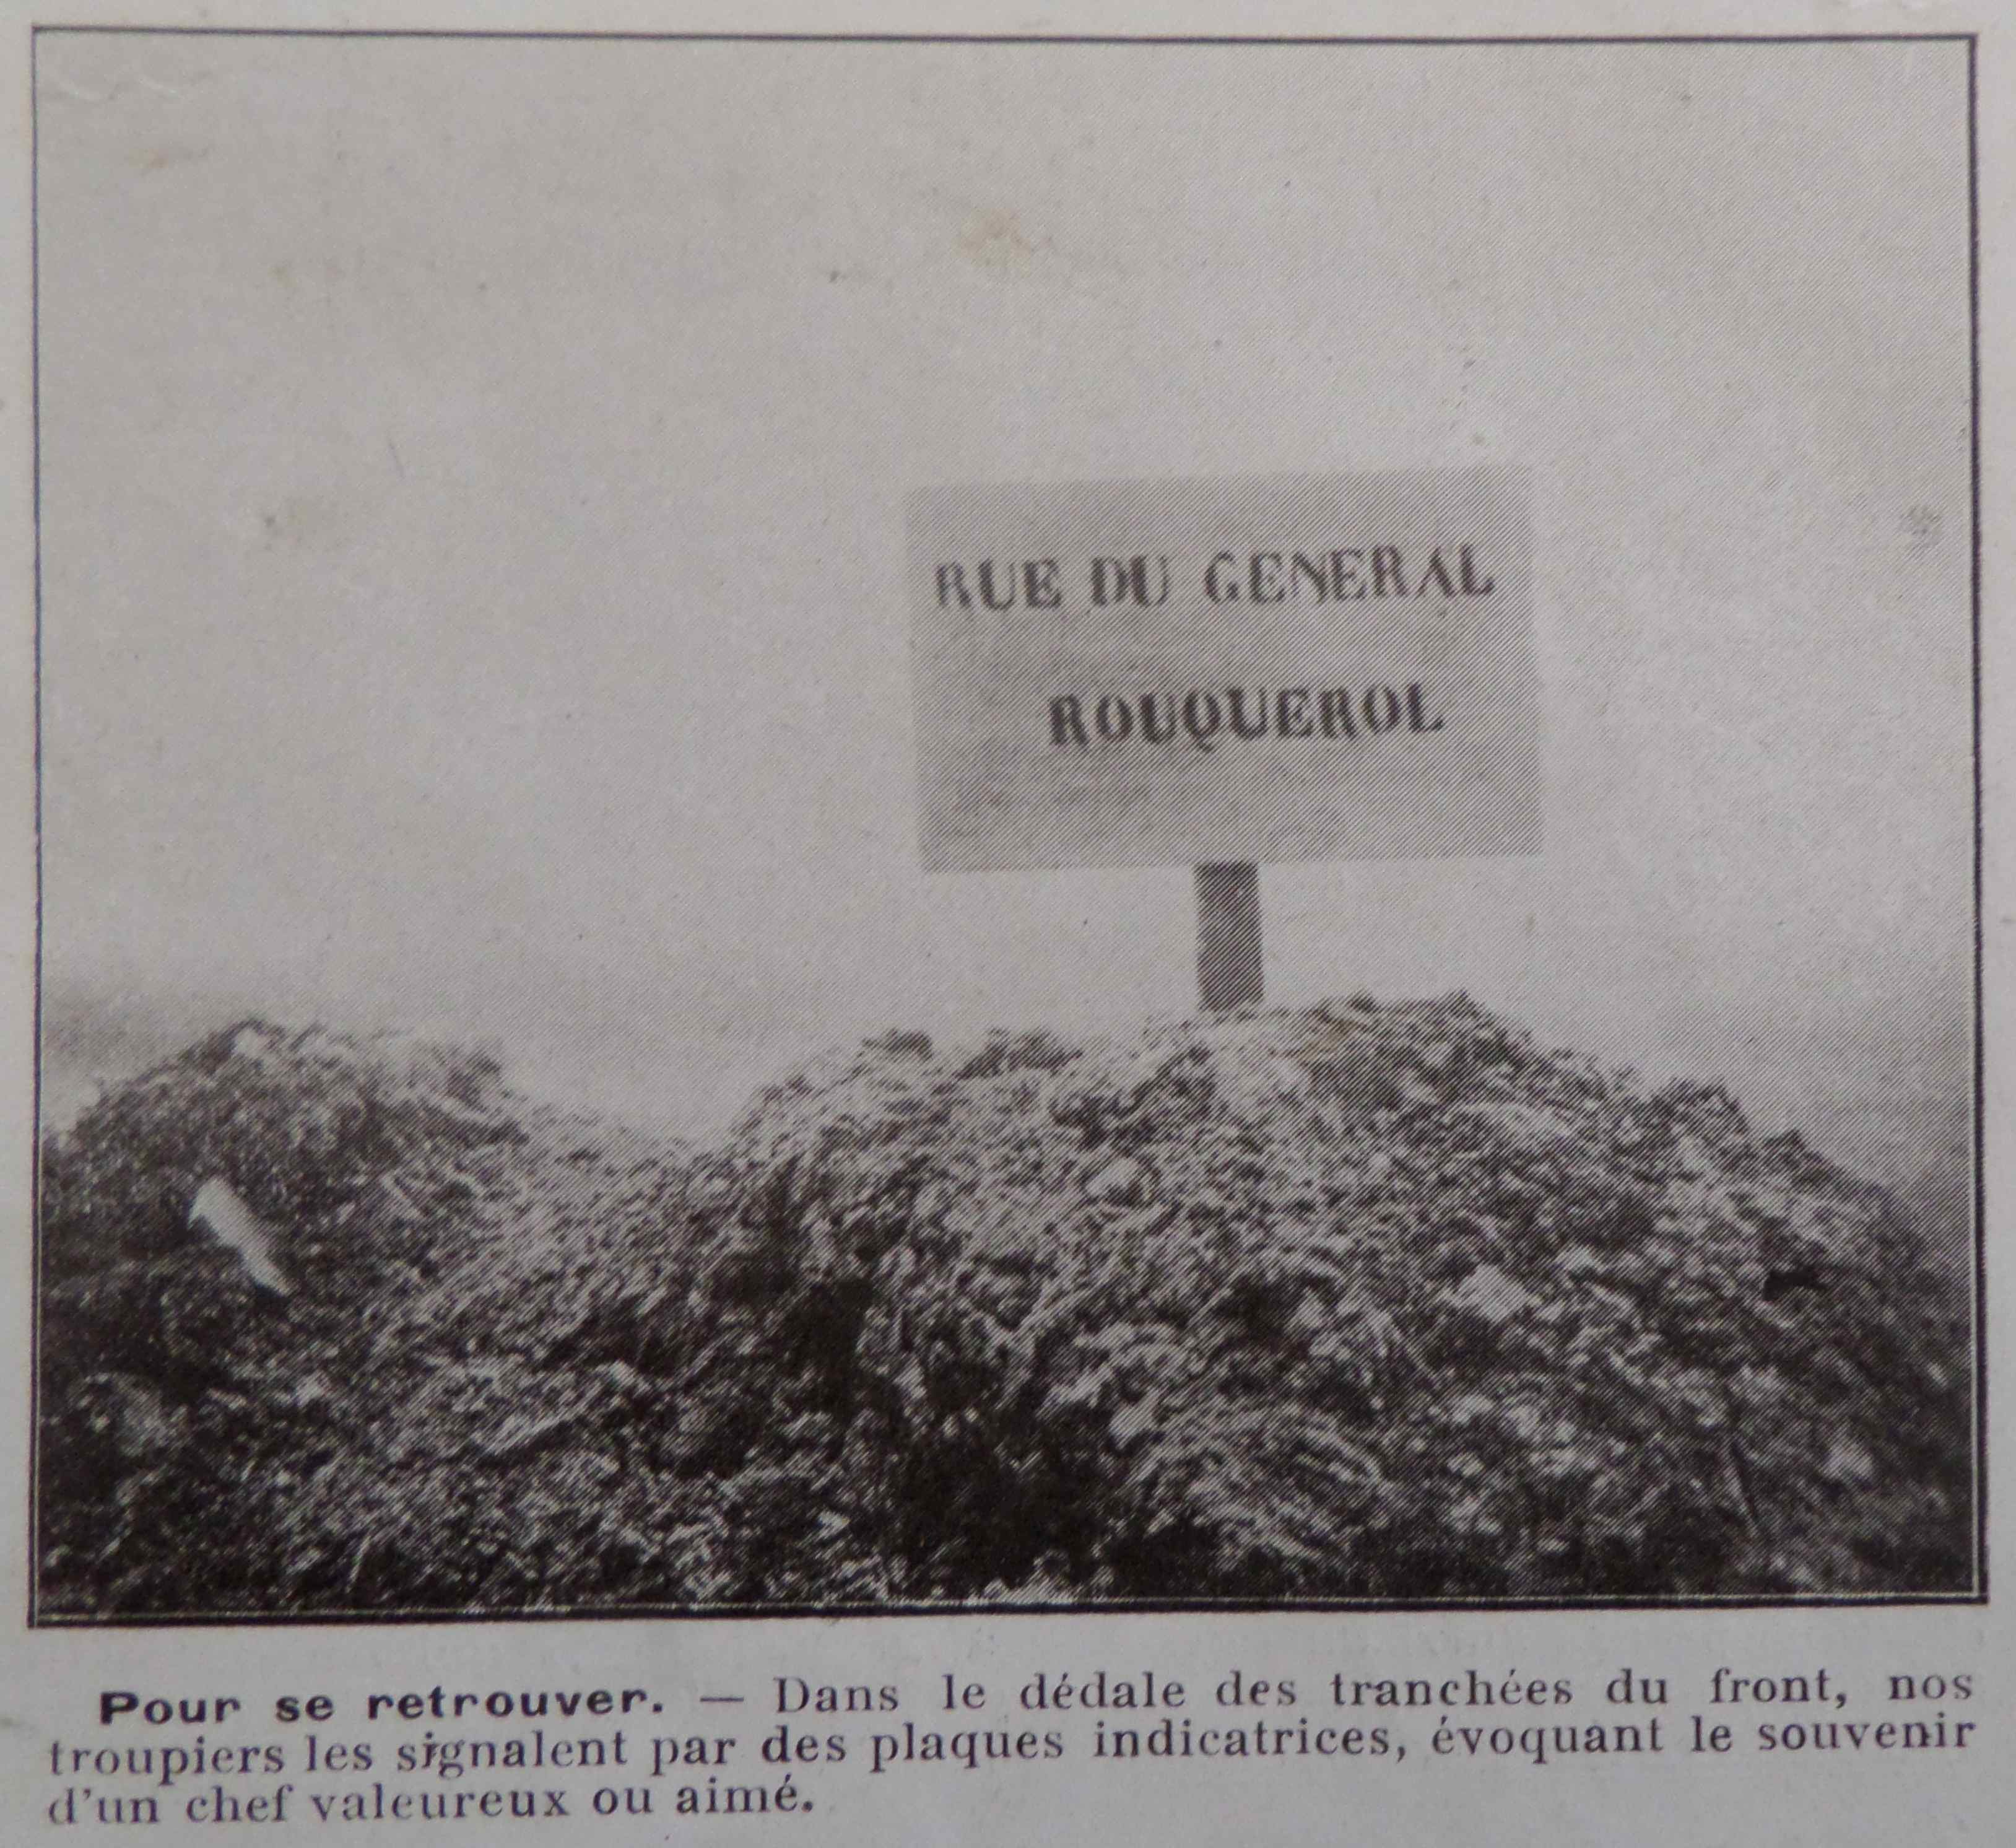 RUE DU GENERAL
ROUQUEROL
Pour se retrouver. — Dans le dédale des tranchées du front, nos
troupiers les signalent par des plaques indicatrices, évoquant le souvenir
d'un chef valeureux ou aimé.